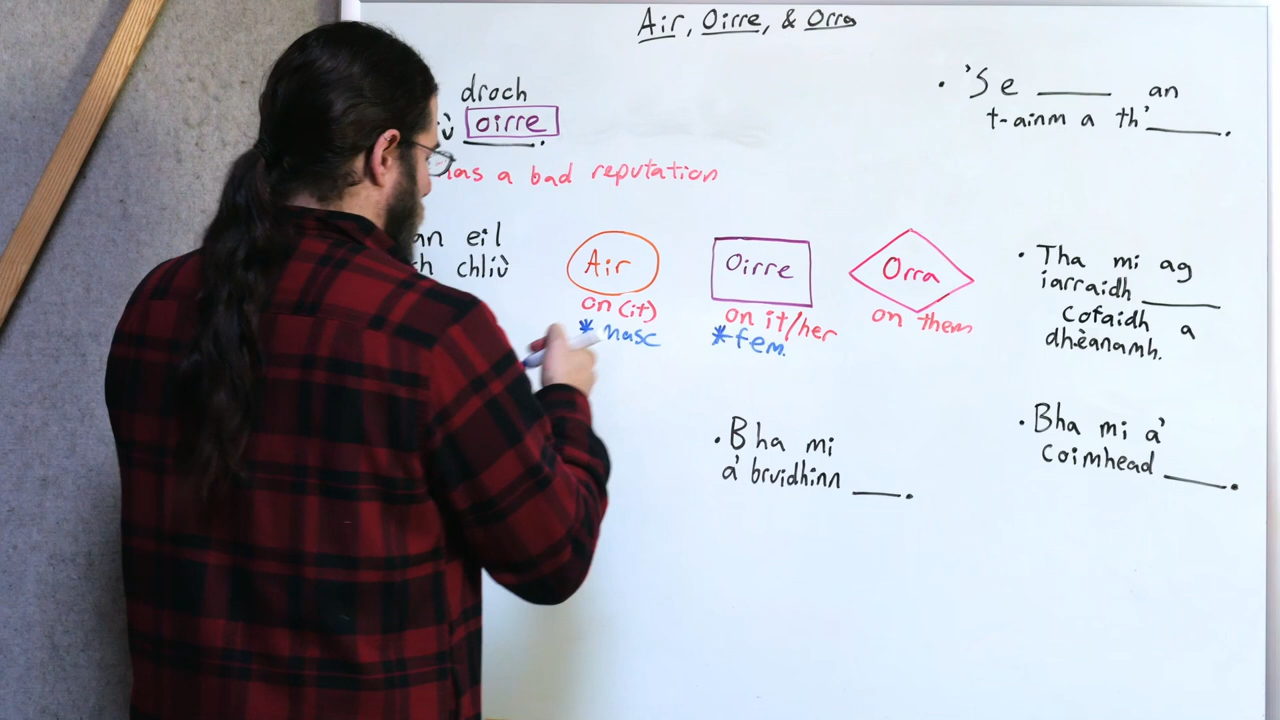 Air, Oirre, & Orra
droch
oirre.
has a bad reputation
an eil
chliù
Air
on (it)
* masc
Oirre
on it/her
*fem.
Orra
on them
• Bha mi
a' bruidhinn ___.
• 'S e ____ an
t-ainm a th'____.
• Tha mi ag
iarraidh ____
cofaidh a
dhèanamh.
• Bha mi a'
coimhead ____.